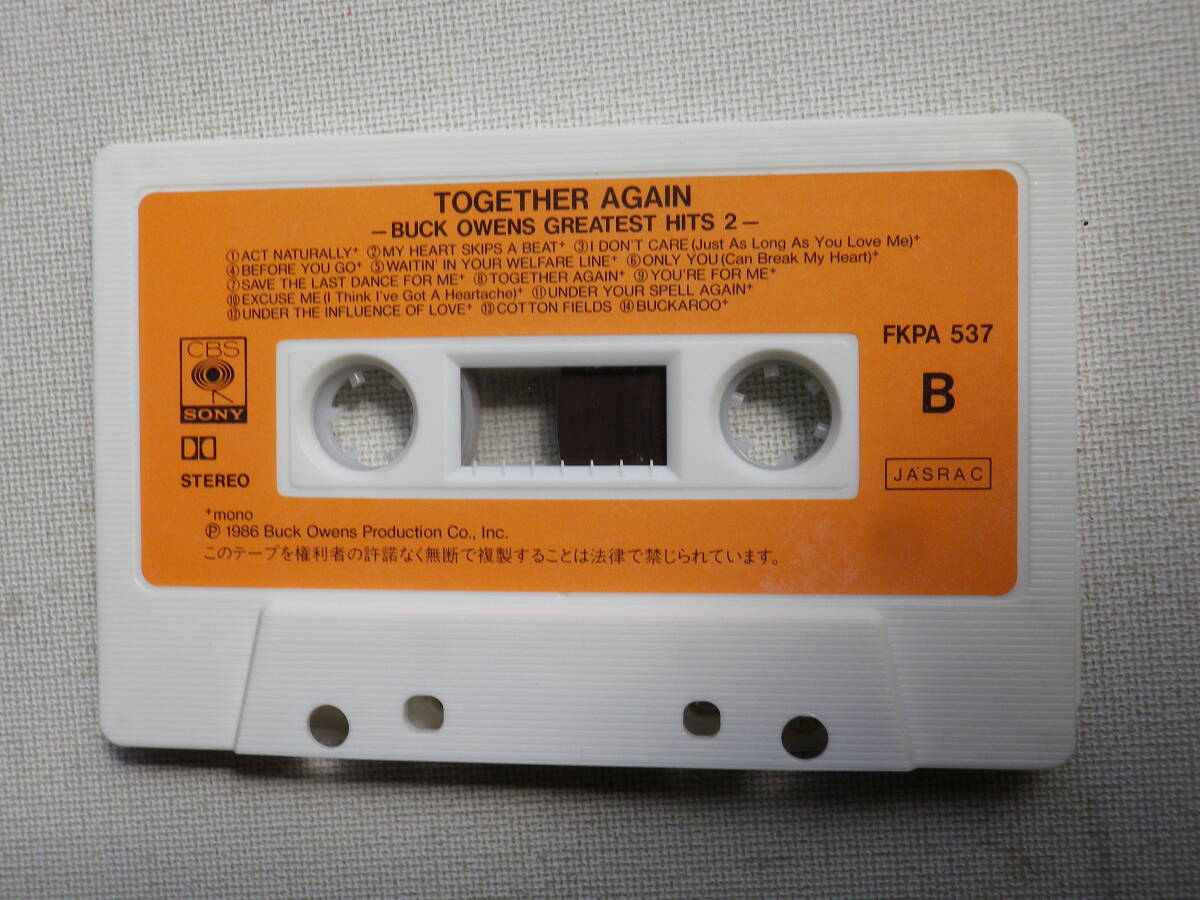 TOGETHER AGAIN
—BUCK OWENS GREATEST HITS 2—
①ACT NATURALLY⁺ ②MY HEART SKIPS A BEAT⁺ ③I DON'T CARE (Just As Long As You Love Me)⁺
④BEFORE YOU GO⁺ ⑤WAITIN' IN YOUR WELFARE LINE⁺ ⑥ONLY YOU (Can Break My Heart)⁺
⑦SAVE THE LAST DANCE FOR ME⁺ ⑧TOGETHER AGAIN⁺ ⑨YOU'RE FOR ME⁺
⑩EXCUSE ME (I Think I've Got A Heartache)⁺ ⑪UNDER YOUR SPELL AGAIN⁺
⑫UNDER THE INFLUENCE OF LOVE⁺ ⑬COTTON FIELDS ⑭BUCKAROO⁺
CBS
SONY
STEREO
FKPA 537
B
JASRAC
⁺mono
℗ 1986 Buck Owens Production Co., Inc.
このテープを権利者の許諾なく無断で複製することは法律で禁じられています。